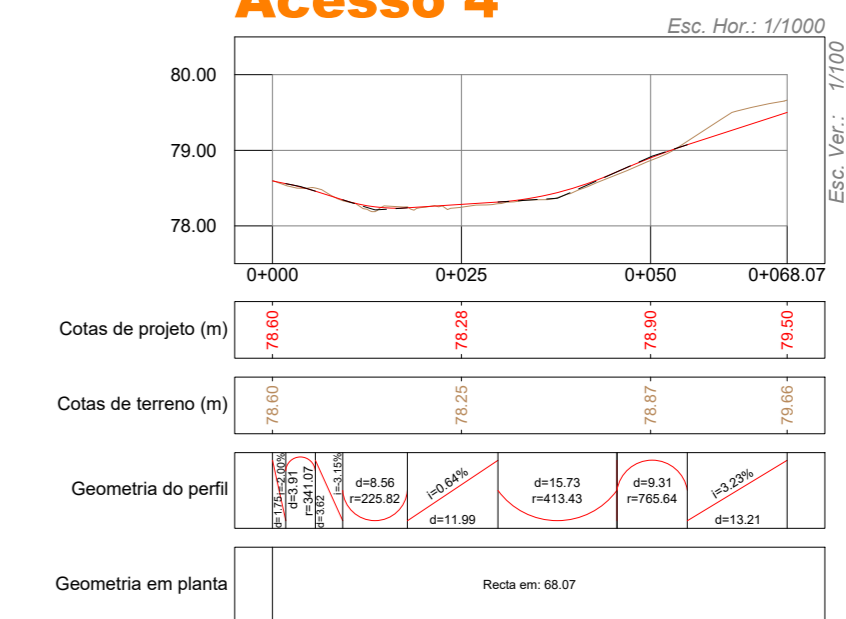 Acesso 4
Esc. Hor.: 1/1000
Esc. Ver.: 1/100
80.00
79.00
78.00
0+000 0+025 0+050 0+068.07
Cotas de projeto (m) 78.60 78.28 78.90 79.50
Cotas de terreno (m) 78.60 78.25 78.87 79.66
Geometria do perfil
d=1.75 i=-2.00%
d=3.91
r=341.07
d=3.62 i=-3.15%
d=8.56
r=225.82
i=0.64%
d=11.99
d=15.73
r=413.43
d=9.31
r=765.64
i=3.23%
d=13.21
Geometria em planta Recta em: 68.07